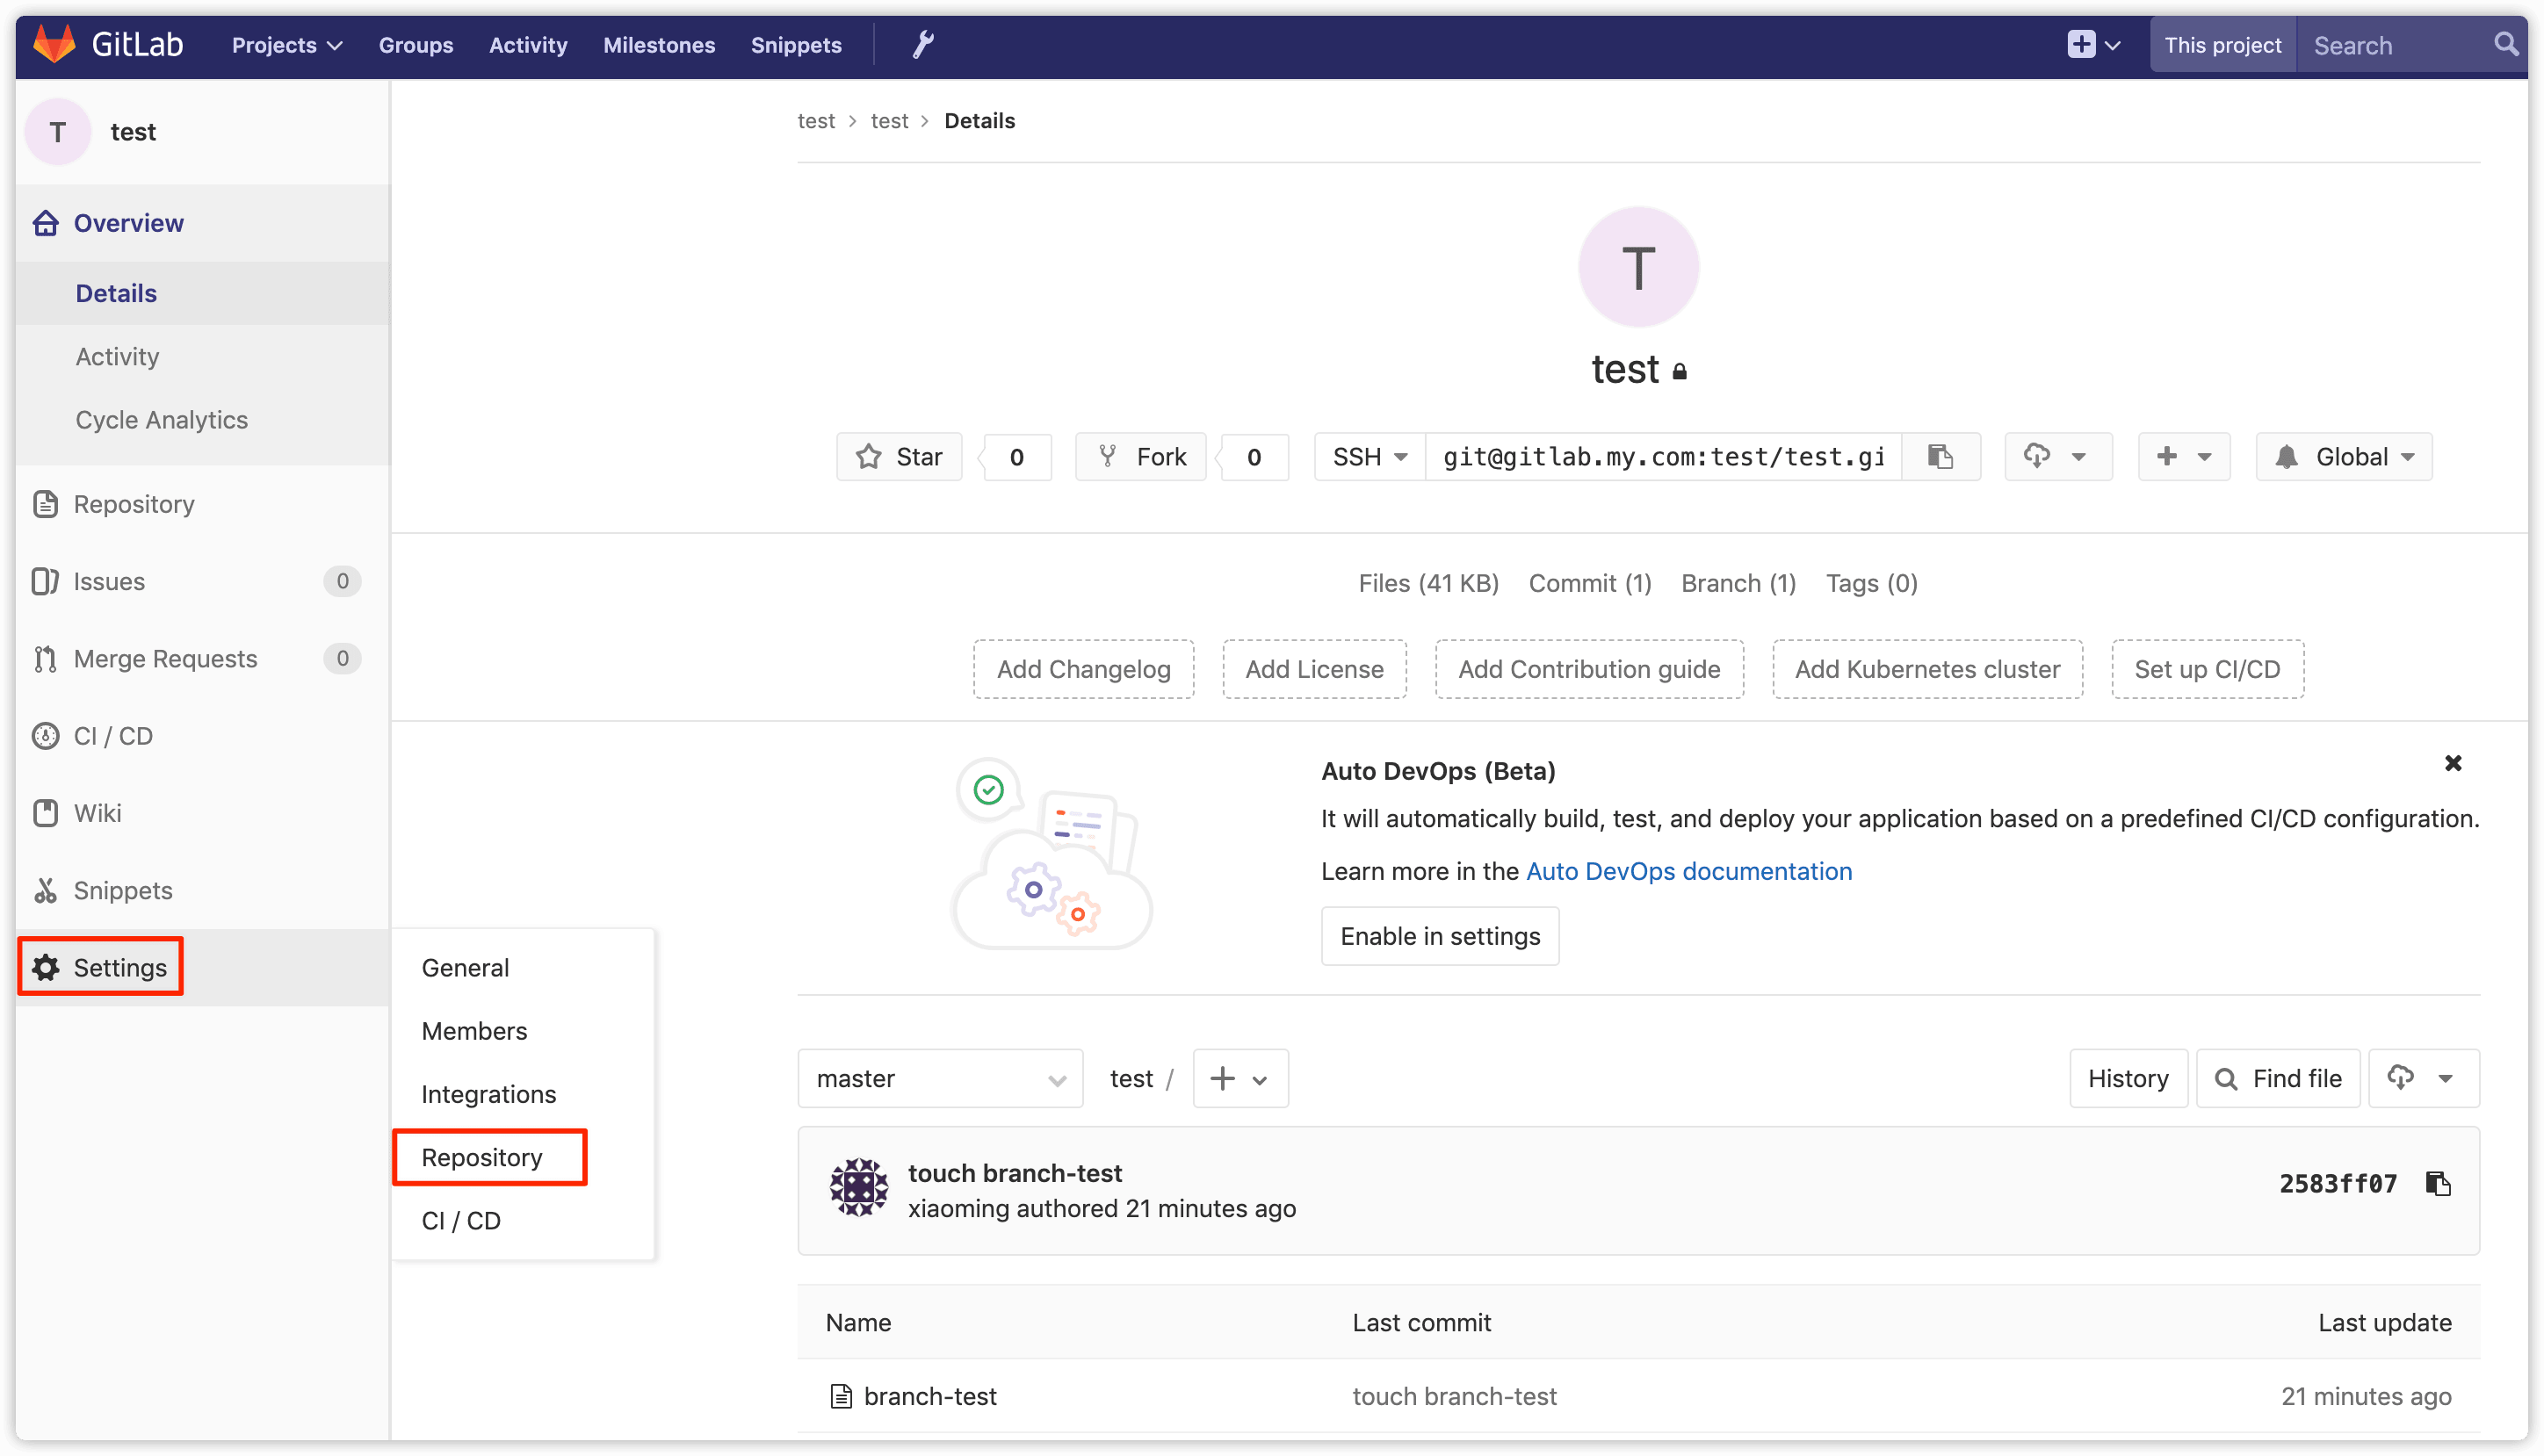 GitLab Projects Groups Activity Milestones Snippets This project Search
T test
Overview
Details
Activity
Cycle Analytics
Repository
Issues 0
Merge Requests 0
CI / CD
Wiki
Snippets
Settings
General
Members
Integrations
Repository
CI / CD
test > test > Details
T
test
Star 0 Fork 0 SSH git@gitlab.my.com:test/test.gi Global
Files (41 KB) Commit (1) Branch (1) Tags (0)
Add Changelog Add License Add Contribution guide Add Kubernetes cluster Set up CI/CD
Auto DevOps (Beta)
It will automatically build, test, and deploy your application based on a predefined CI/CD configuration.
Learn more in the Auto DevOps documentation
Enable in settings
master test / History Find file
touch branch-test
xiaoming authored 21 minutes ago
2583ff07
Name Last commit Last update
branch-test touch branch-test 21 minutes ago